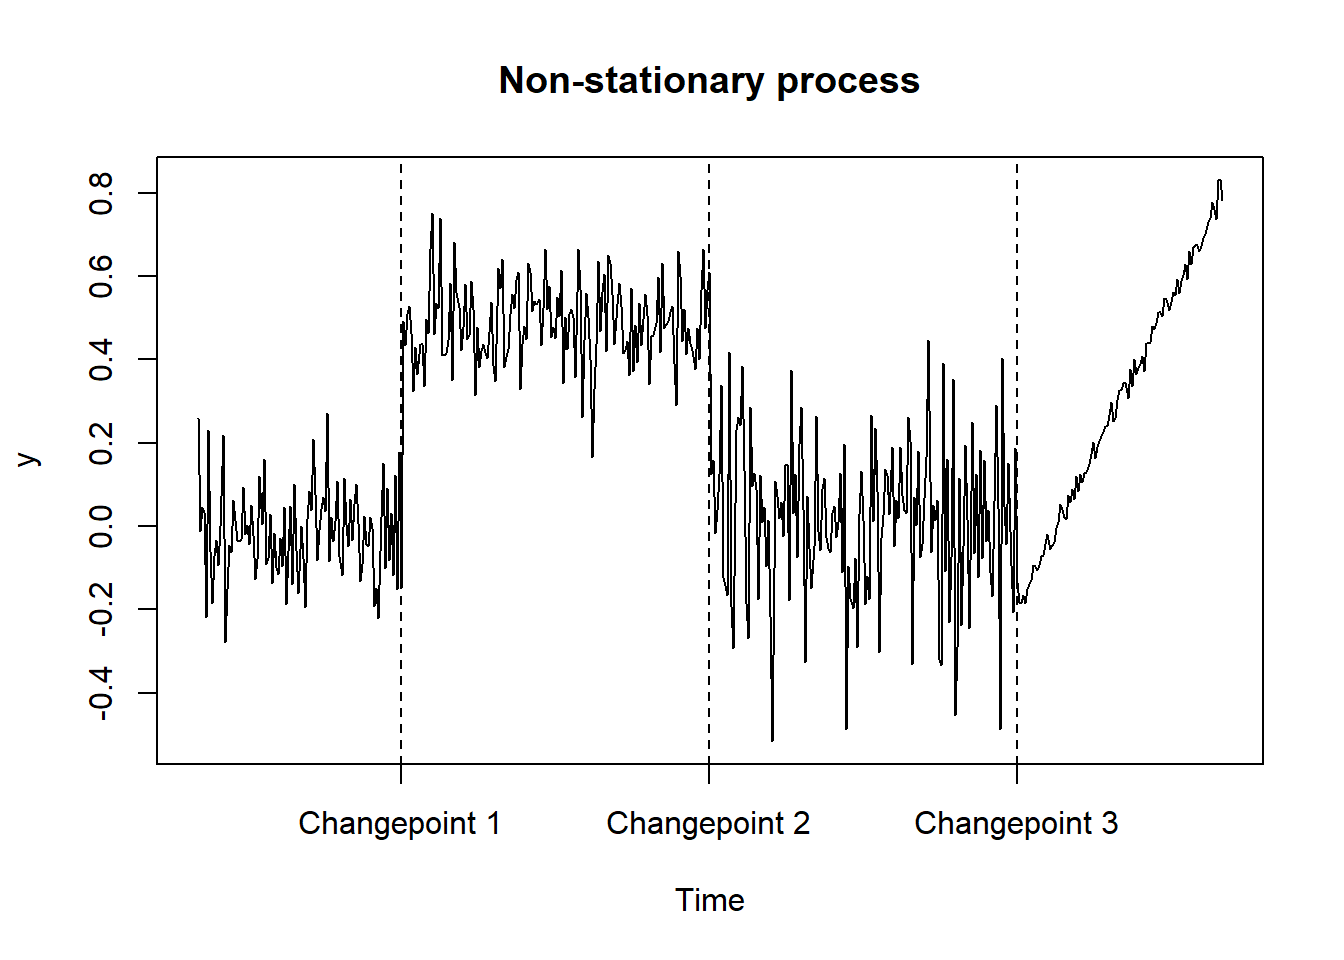 Non-stationary process
y
0.8
0.6
0.4
0.2
0.0
-0.2
-0.4
Changepoint 1
Changepoint 2
Changepoint 3
Time